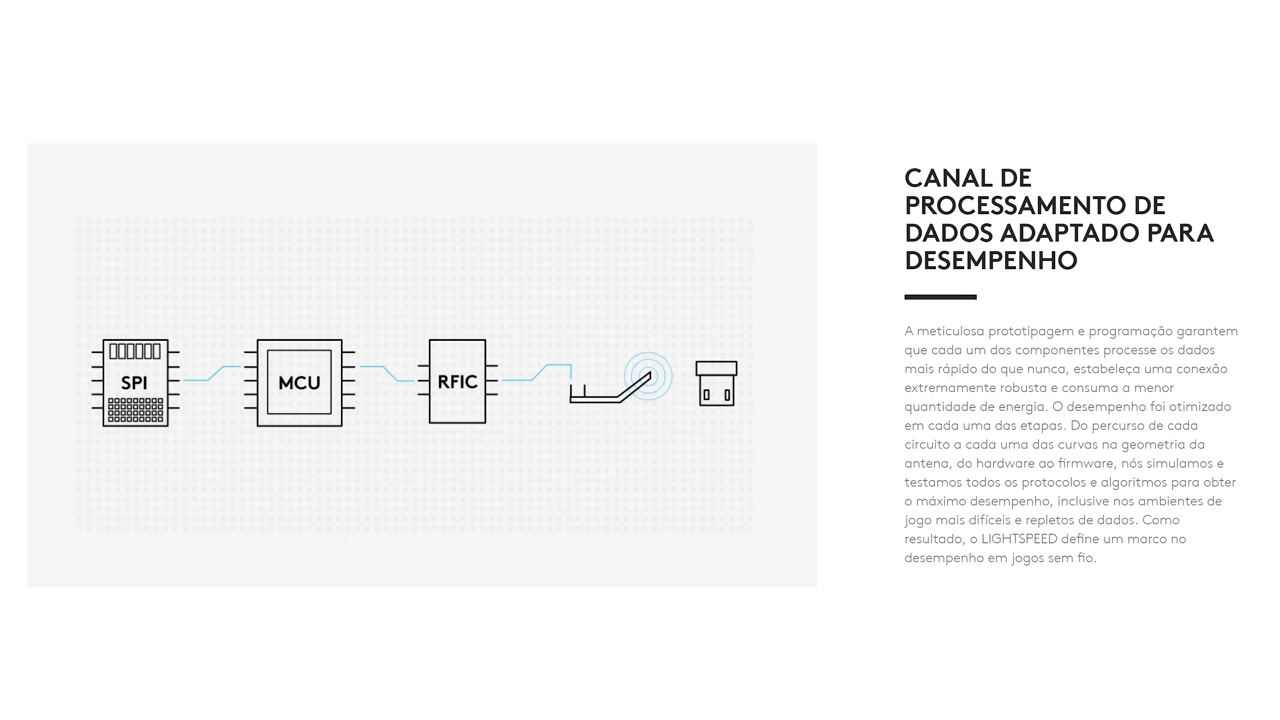 SPI
MCU
RFIC
CANAL DE
PROCESSAMENTO DE
DADOS ADAPTADO PARA
DESEMPENHO
A meticulosa prototipagem e programação garantem
que cada um dos componentes processe os dados
mais rápido do que nunca, estabeleça uma conexão
extremamente robusta e consuma a menor
quantidade de energia. O desempenho foi otimizado
em cada uma das etapas. Do percurso de cada
circuito a cada uma das curvas na geometria da
antena, do hardware ao firmware, nós simulamos e
testamos todos os protocolos e algoritmos para obter
o máximo desempenho, inclusive nos ambientes de
jogo mais difíceis e repletos de dados. Como
resultado, o LIGHTSPEED define um marco no
desempenho em jogos sem fio.